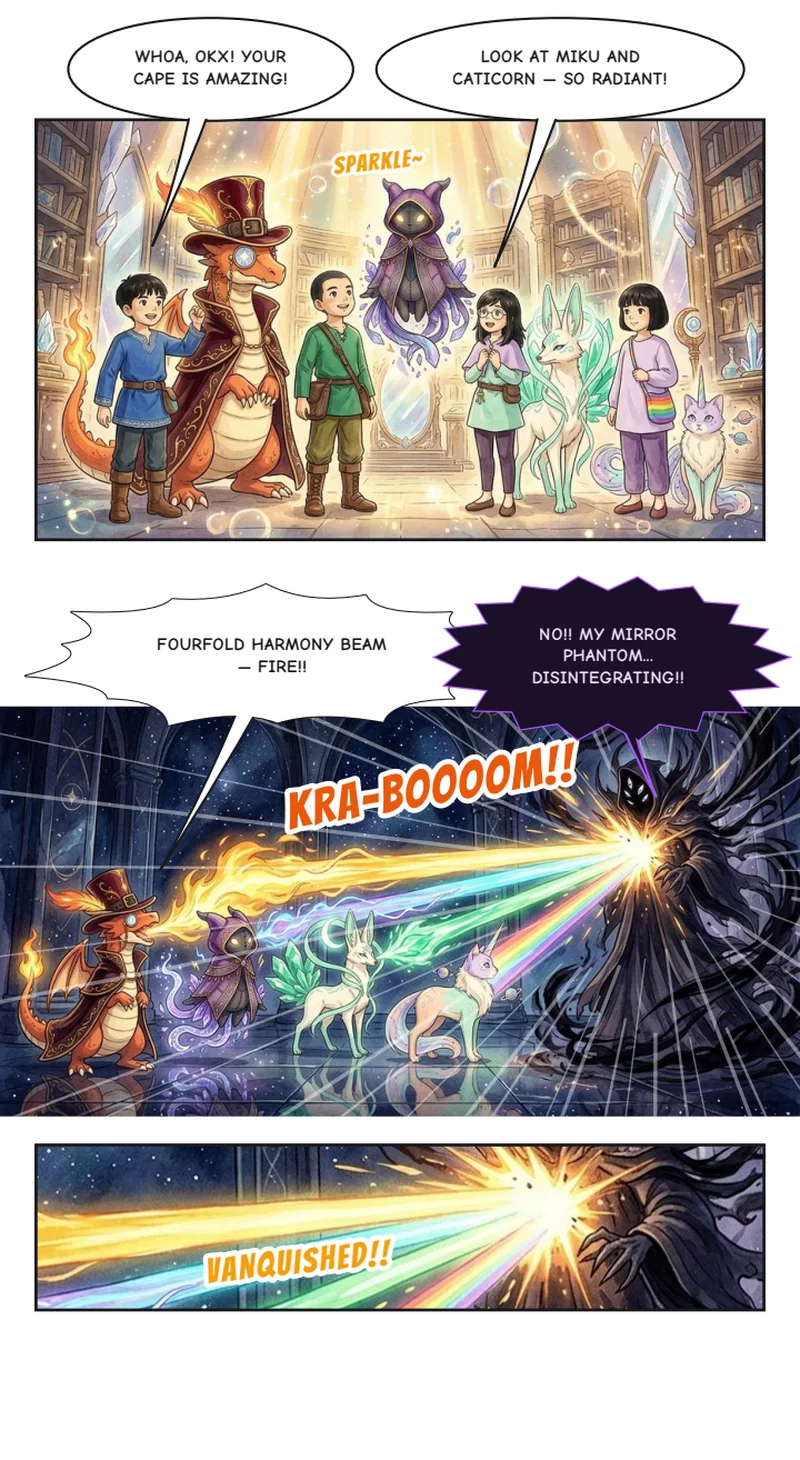 WHOA, OKX! YOUR
CAPE IS AMAZING!
LOOK AT MIKU AND
CATICORN — SO RADIANT!
SPARKLE~
FOURFOLD HARMONY BEAM
— FIRE!!
NO!! MY MIRROR
PHANTOM...
DISINTEGRATING!!
KRA-BOOOOM!!
VANQUISHED!!